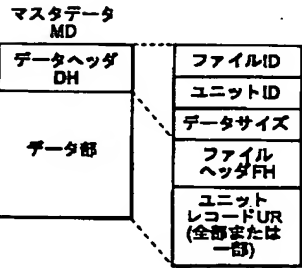 マスタデータ
MD
データヘッダ
DH
データ部
ファイルID
ユニットID
データサイズ
ファイル
ヘッダFH
ユニット
レコードUR
(全部または
一部)